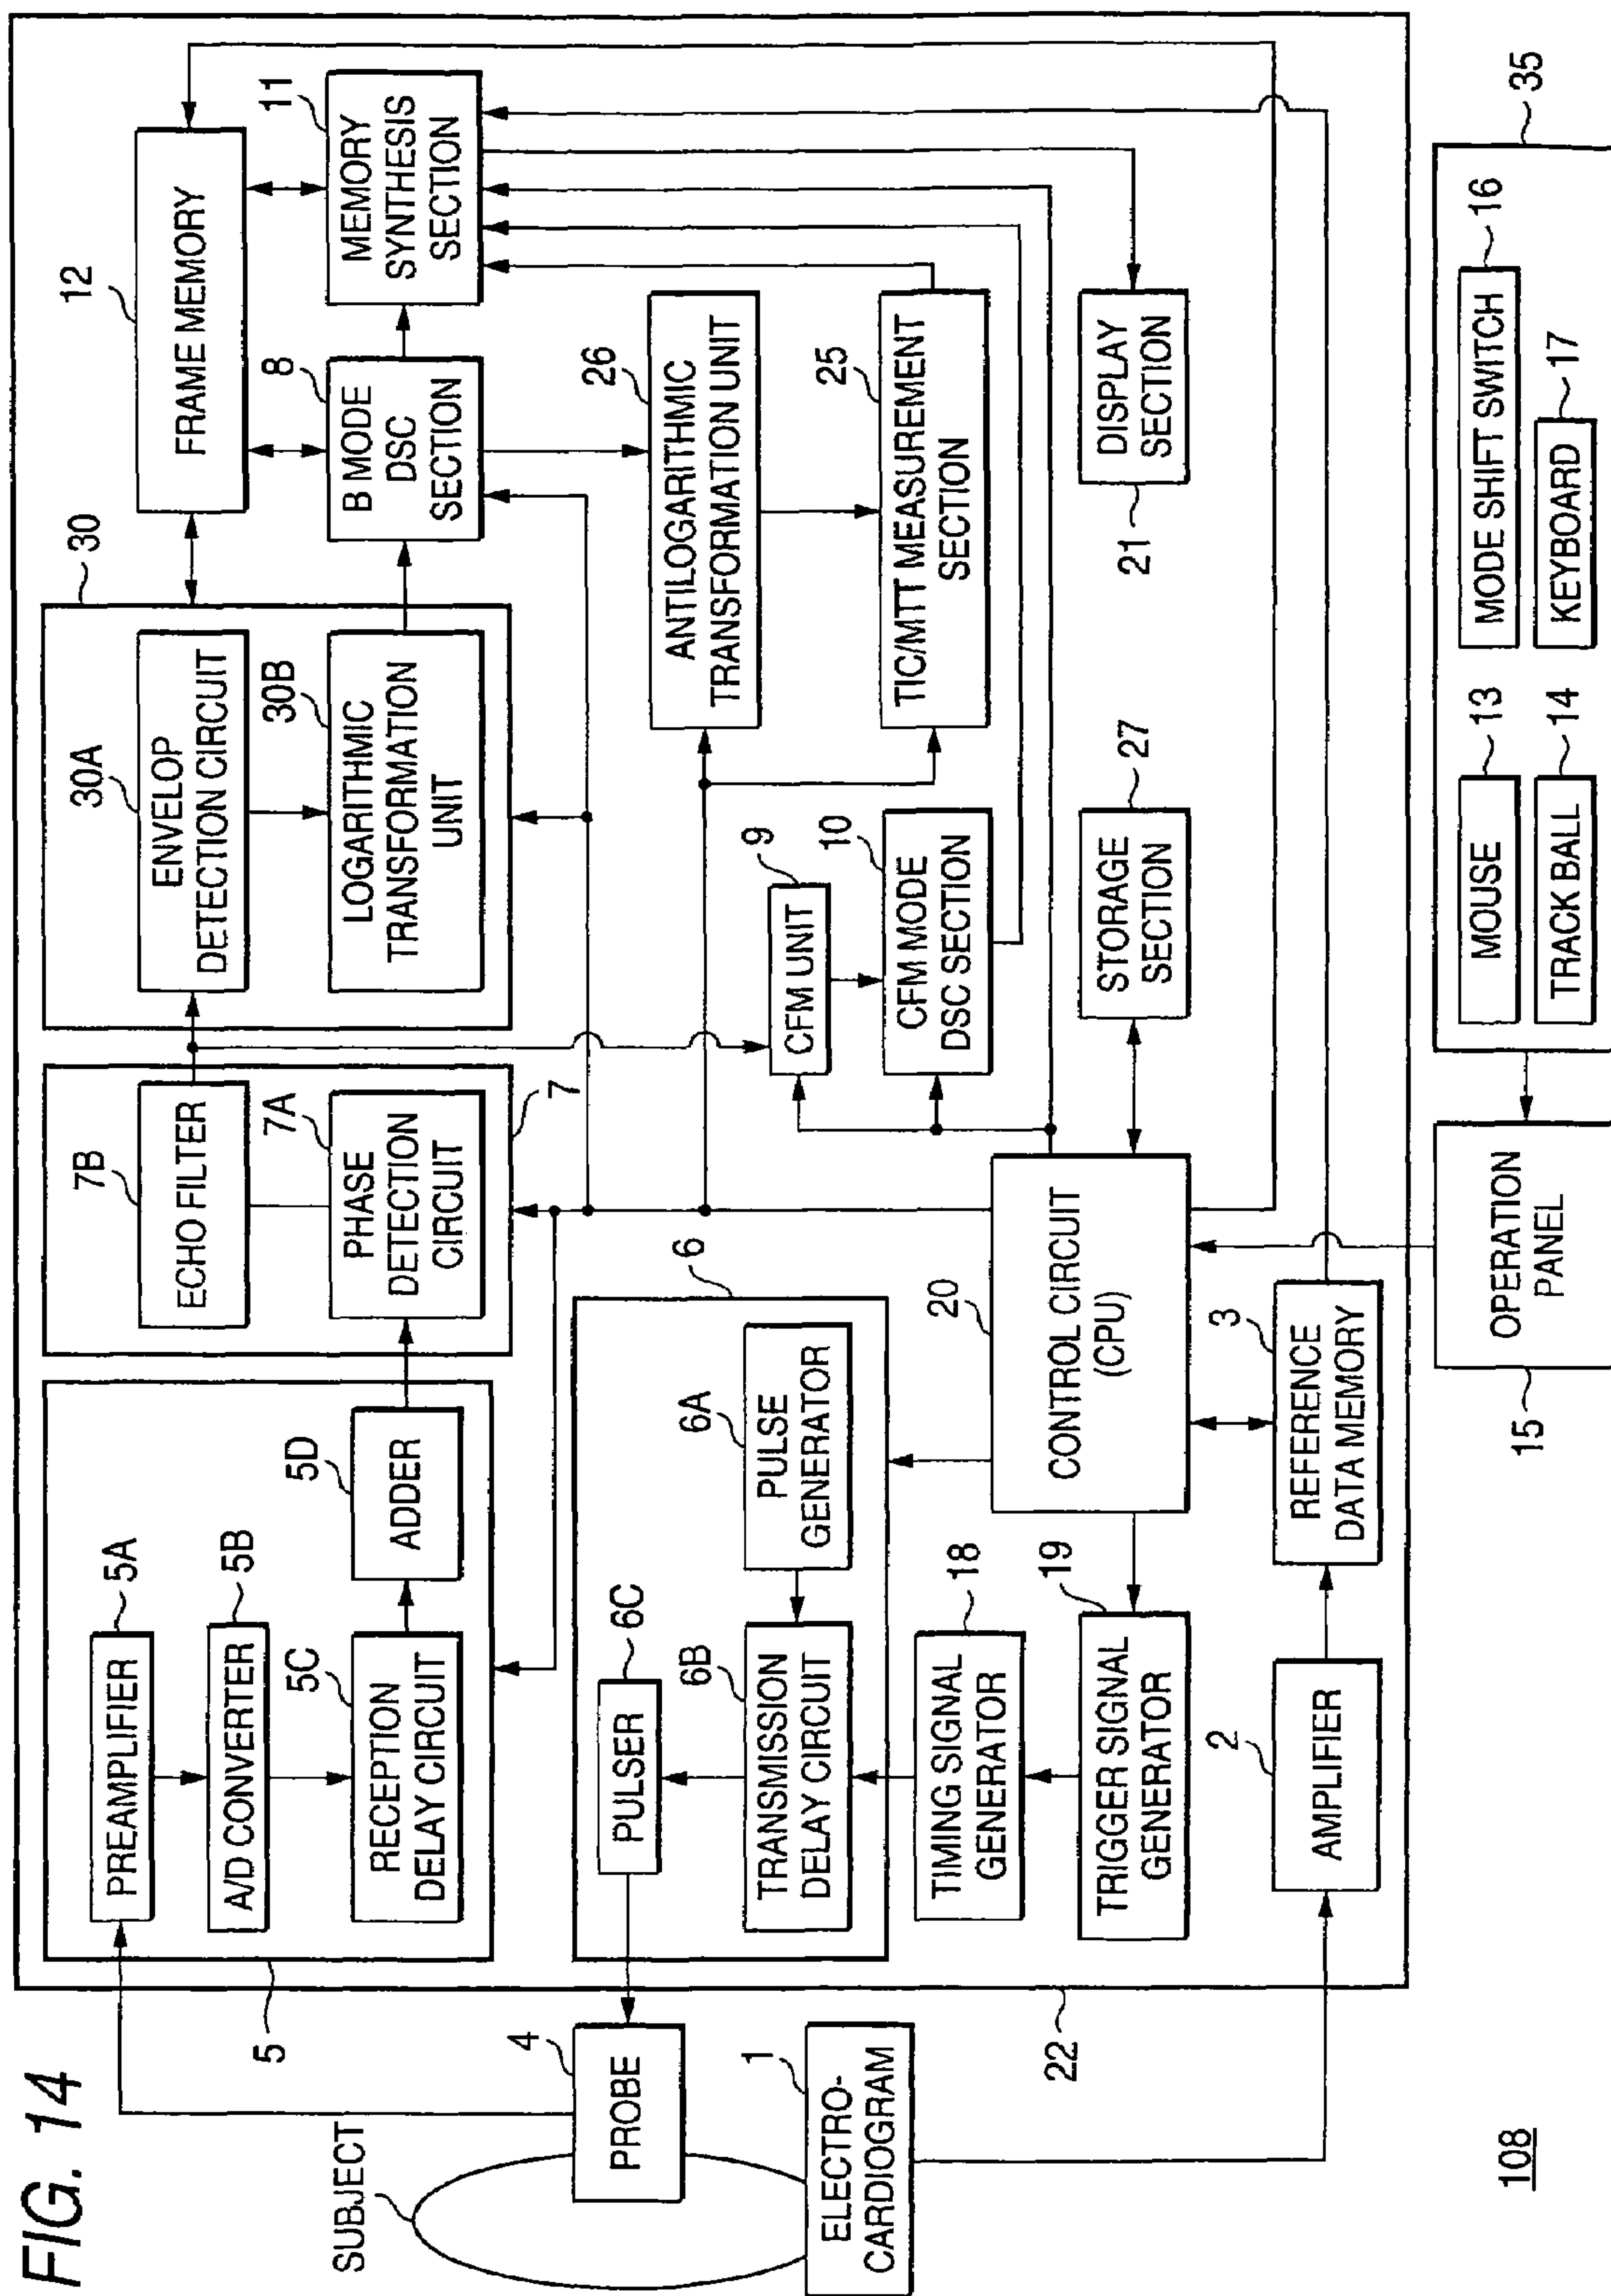 FIG. 14
SUBJECT
4
PROBE
1
ELECTRO-
CARDIOGRAM
108
22
5
PREAMPLIFIER
5A
A/D CONVERTER
5B
5C
RECEPTION
DELAY CIRCUIT
5D
ADDER
7B
ECHO FILTER
7A
PHASE
DETECTION
CIRCUIT
7
30
30A
ENVELOP
DETECTION CIRCUIT
30B
LOGARITHMIC
TRANSFORMATION
UNIT
12
FRAME MEMORY
8
B MODE
DSC
SECTION
11
MEMORY
SYNTHESIS
SECTION
6
PULSER
6C
6B
TRANSMISSION
DELAY CIRCUIT
6A
PULSE
GENERATOR
26
ANTILOGARITHMIC
TRANSFORMATION UNIT
25
TIC/MTT MEASUREMENT
SECTION
9
CFM UNIT
10
CFM MODE
DSC SECTION
18
TIMING SIGNAL
GENERATOR
19
TRIGGER SIGNAL
GENERATOR
20
CONTROL CIRCUIT
(CPU)
27
STORAGE
SECTION
DISPLAY
SECTION
21
2
AMPLIFIER
3
REFERENCE
DATA MEMORY
OPERATION
PANEL
15
35
MOUSE
13
TRACK BALL
14
MODE SHIFT SWITCH
16
KEYBOARD
17